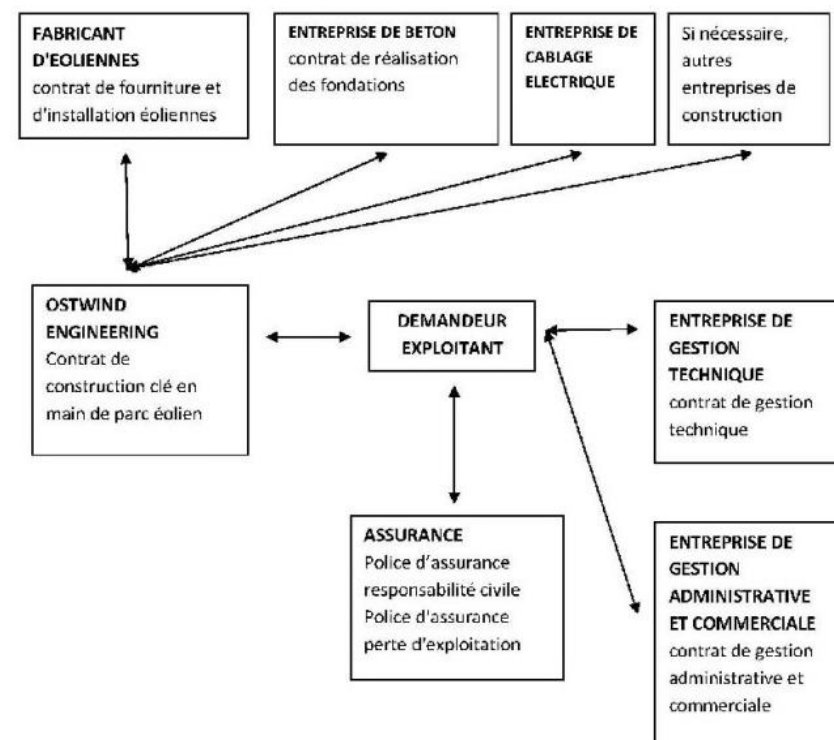 FABRICANT
D'EOLIENNES
contrat de fourniture et
d'installation éoliennes
ENTREPRISE DE BETON
contrat de réalisation
des fondations
ENTREPRISE DE
CABLAGE
ELECTRIQUE
Si nécessaire,
autres
entreprises de
construction
OSTWIND
ENGINEERING
Contrat de
construction clé en
main de parc éolien
DEMANDEUR
EXPLOITANT
ENTREPRISE DE
GESTION
TECHNIQUE
contrat de gestion
technique
ASSURANCE
Police d'assurance
responsabilité civile
Police d'assurance
perte d'exploitation
ENTREPRISE DE
GESTION
ADMINISTRATIVE
ET COMMERCIALE
contrat de gestion
administrative et
commerciale